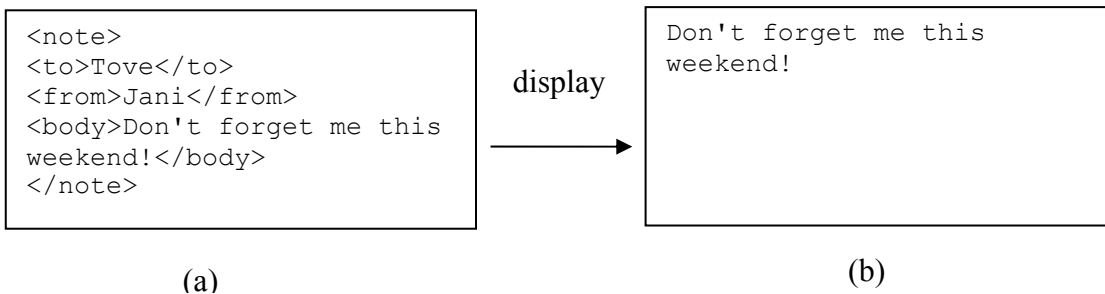 <note>
<to>Tove</to>
<from>Jani</from>
<body>Don't forget me this
weekend!</body>
</note>
display
Don't forget me this
weekend!
(a)
(b)